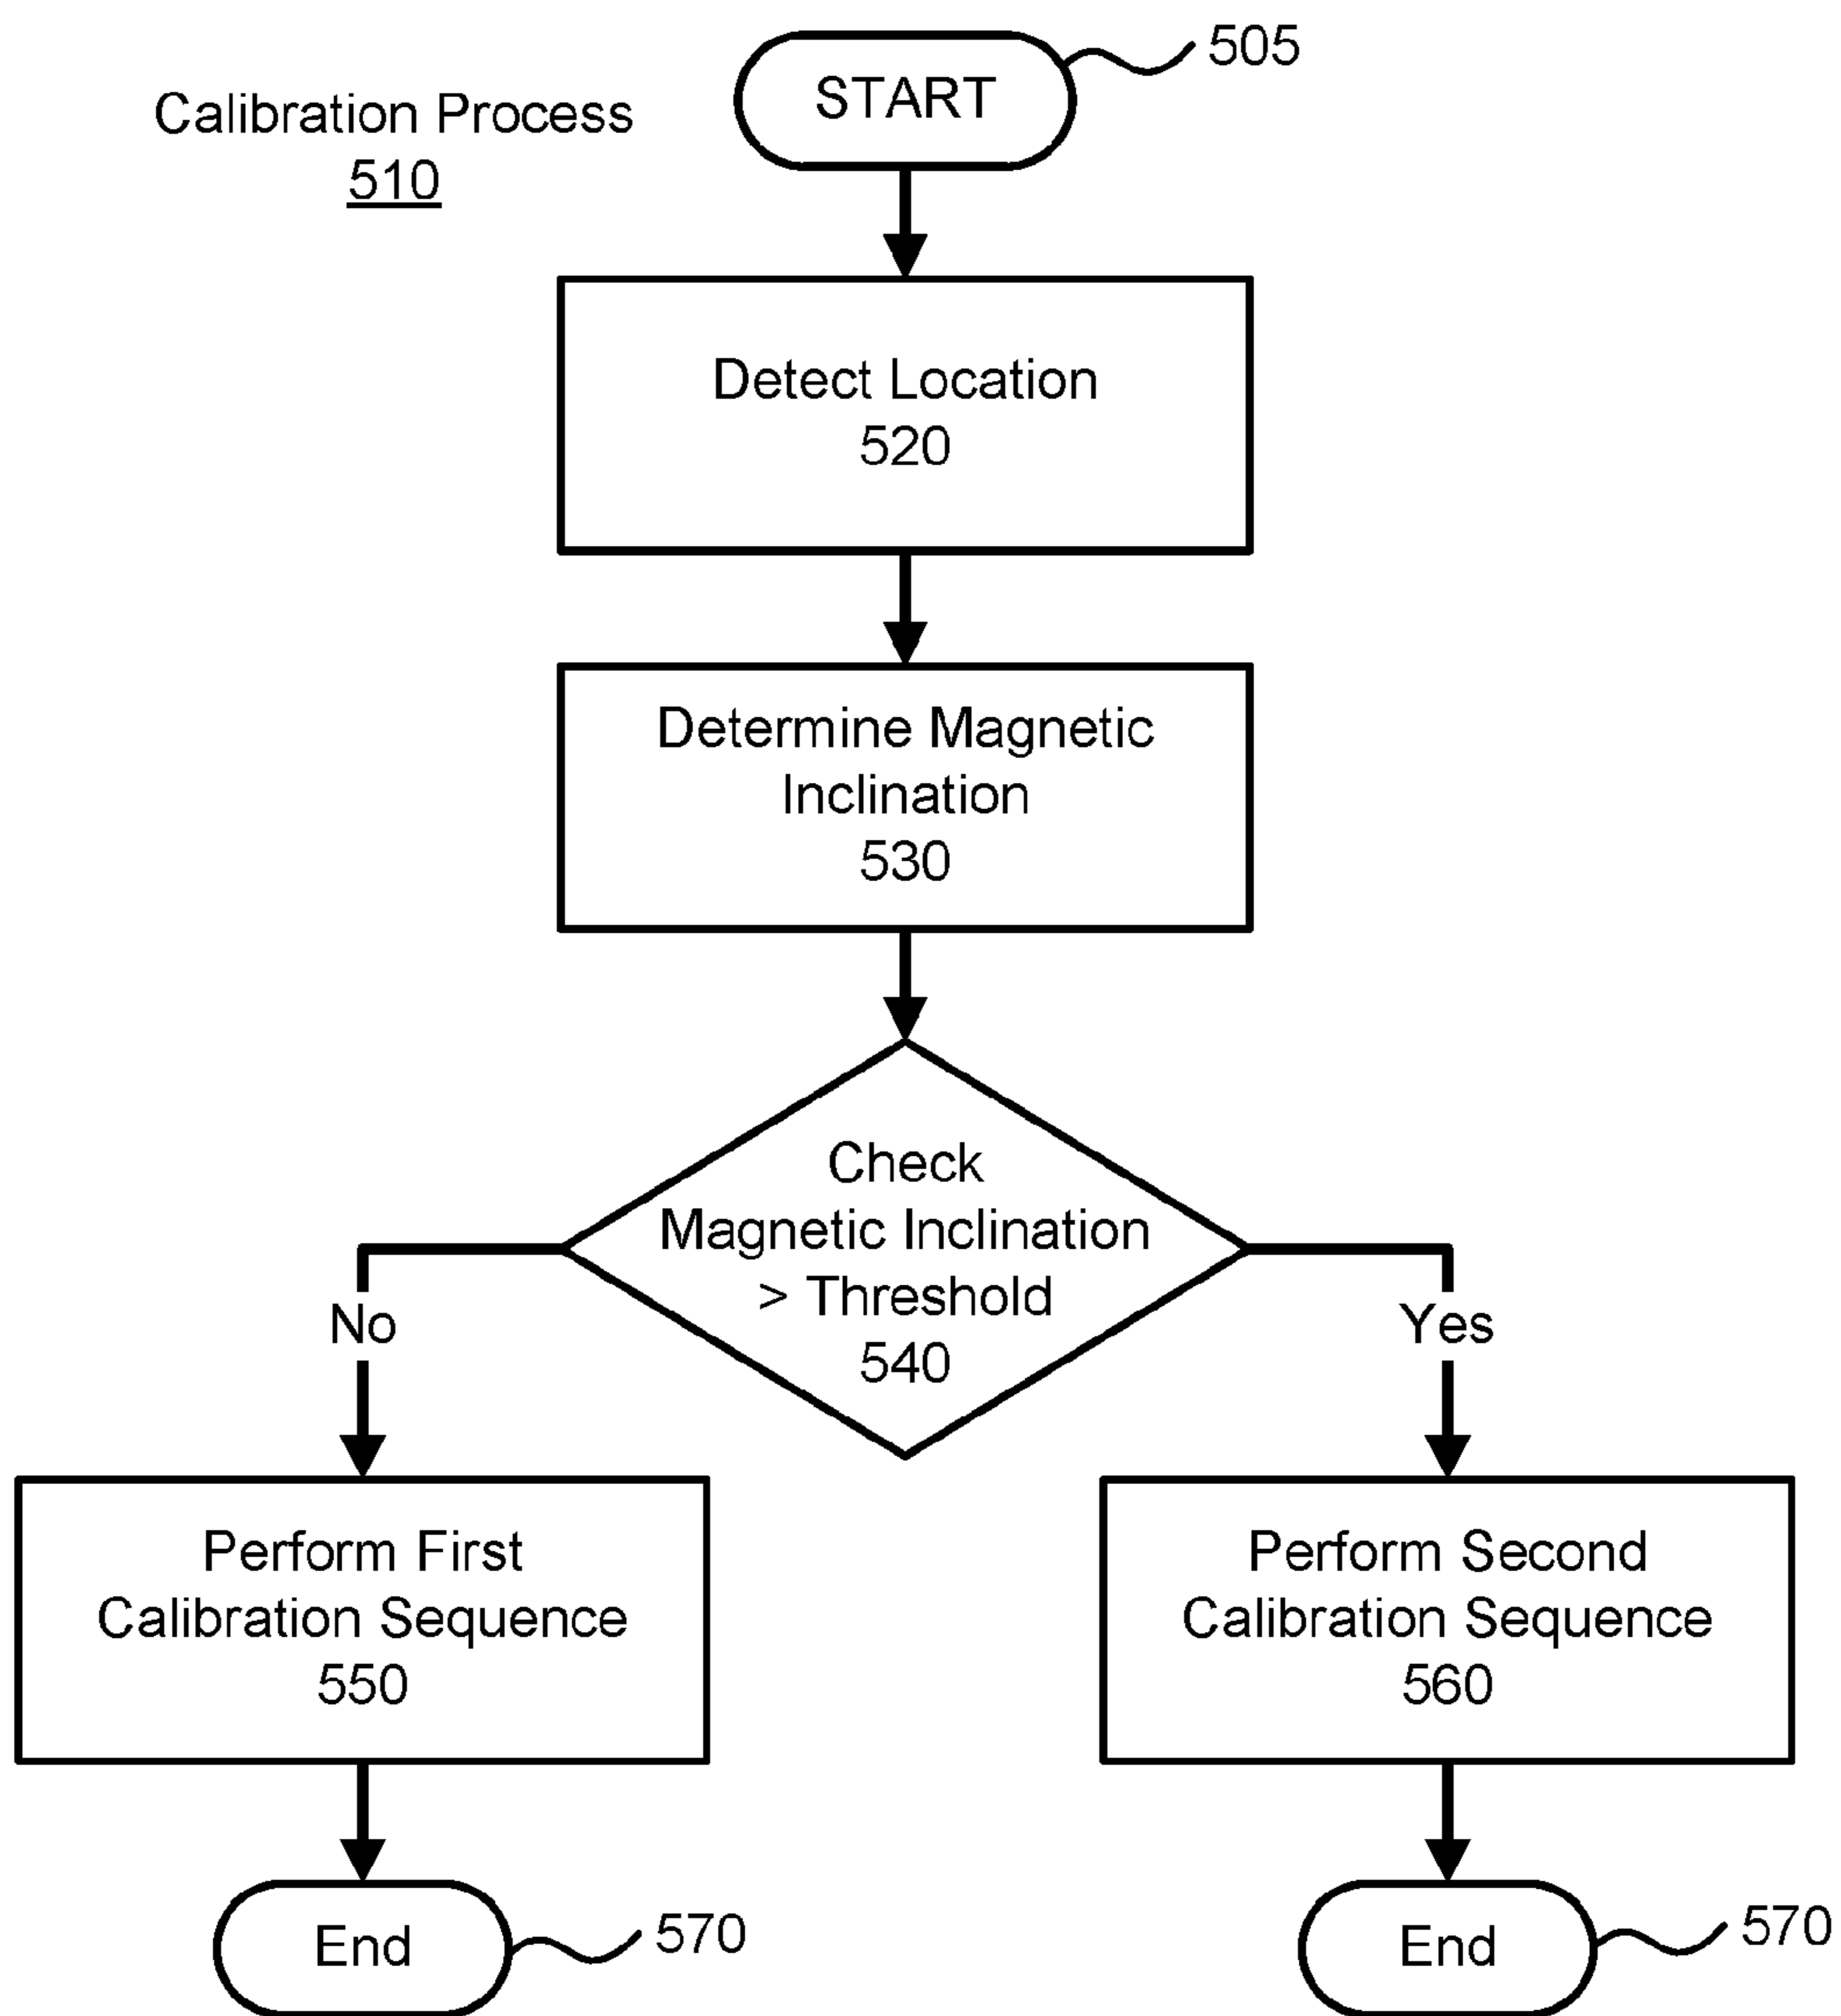 505
START
Calibration Process
510
Detect Location
520
Determine Magnetic
Inclination
530
Check
Magnetic Inclination
> Threshold
540
No
Yes
Perform First
Calibration Sequence
550
Perform Second
Calibration Sequence
560
End
570
End
570